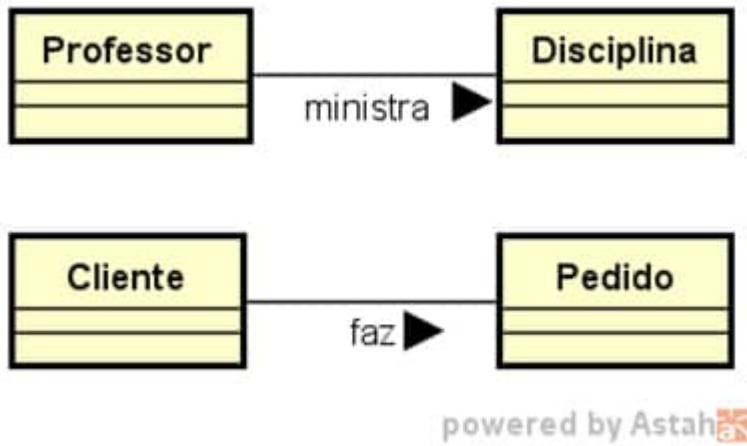 Professor
Disciplina
ministra
Cliente
Pedido
faz
powered by Astah